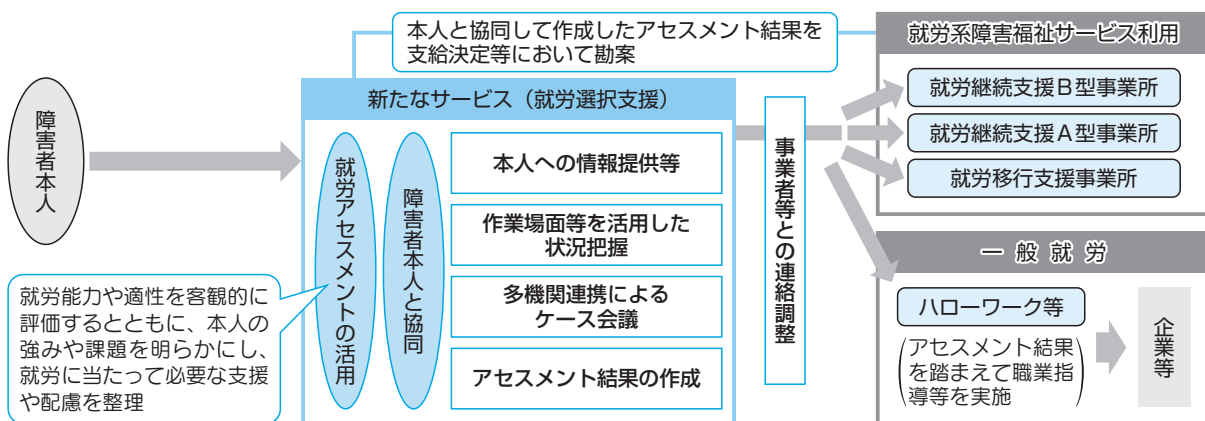 本人と協同して作成したアセスメント結果を
支給決定等において勘案
就労系障害福祉サービス利用
新たなサービス（就労選択支援）
障害者本人
就労アセスメントの活用
障害者本人と協同
本人への情報提供等
作業場面等を活用した
状況把握
多機関連携による
ケース会議
アセスメント結果の作成
事業者等との連絡調整
就労継続支援B型事業所
就労継続支援A型事業所
就労移行支援事業所
就労能力や適性を客観的に
評価するとともに、本人の
強みや課題を明らかにし、
就労に当たって必要な支援
や配慮を整理
一般就労
ハローワーク等
（アセスメント結果
を踏まえて職業指
導等を実施）
企業等